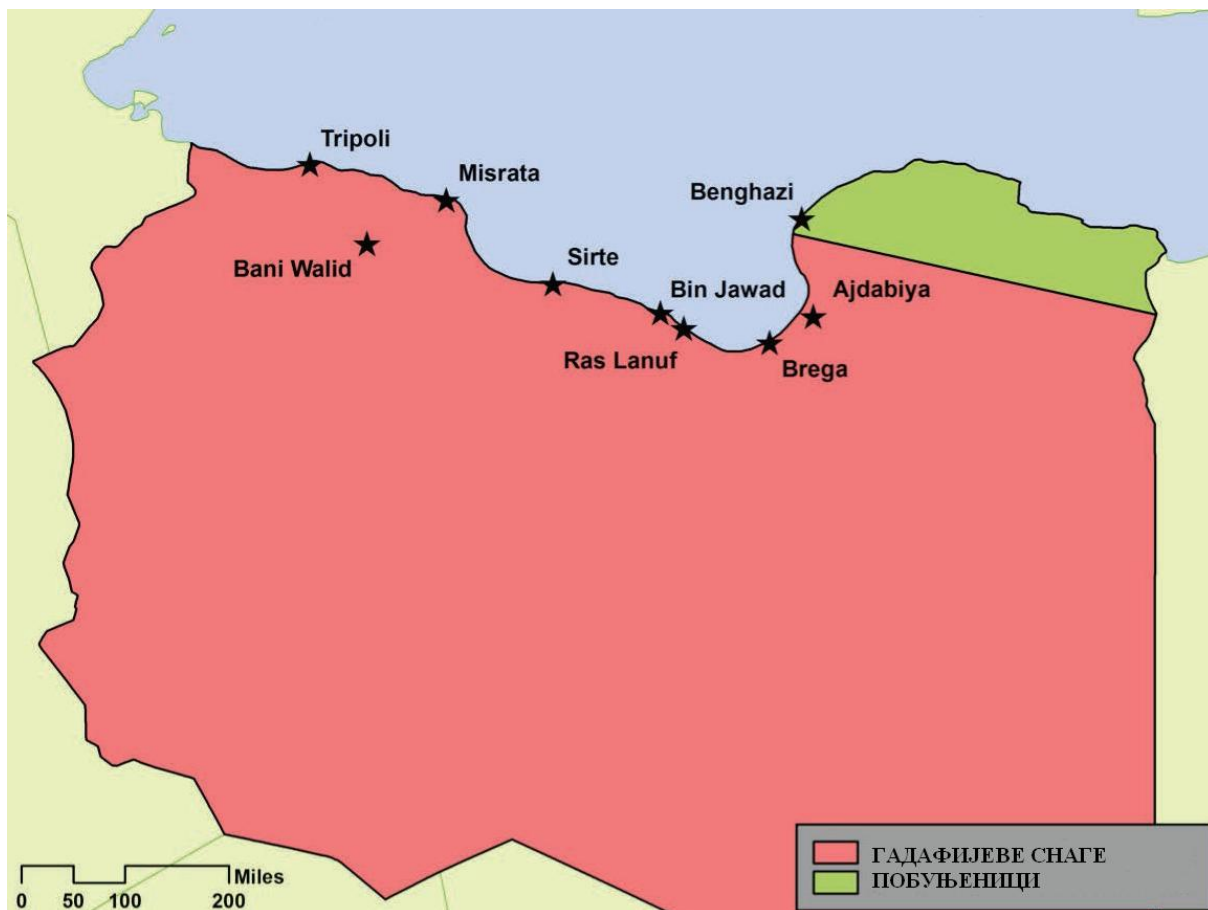 Tripoli
Misrata
Benghazi
Bani Walid
Sirte
Bin Jawad
Ajdabiya
Ras Lanuf
Brega
ГАДАФИЈЕВЕ СНАГЕ
ПОБУЊЕНИЦИ
Miles
0 50 100 200